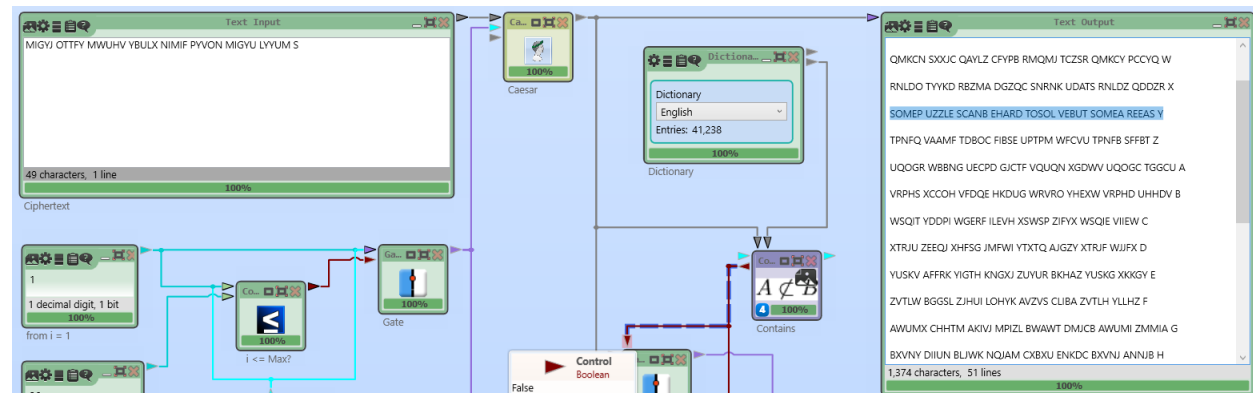 Text Input
MIGYJ OTTFY MWUHV YBULX NIMIF PYVON MIGYU LYYUM S
49 characters, 1 line
100%
Ciphertext
Ca...
100%
Caesar
Dictiona...
Dictionary
English
Entries: 41,238
100%
Dictionary
Text Output
QMKCN SXXJC QAYLZ CFYPB RMQMJ TCZSR QMKCY PCCYQ W
RNLDO TYYKD RBZMA DGZQC SNRNK UDATS RNLDZ QDDZR X
SOMEP UZZLE SCANB EHARD TOSOL VEBUT SOMEA REEAS Y
TPNFQ VAAMF TDBOC FIBSE UPTPM WFCVU TPNFB SFFBT Z
UQOGR WBBNG UECPD GJCTF VQUQN XGDWV UQOGC TGGCU A
VRPHS XCCOH VFDQE HKDUG WRVRO YHEXW VRPHD UHHDV B
WSQIT YDDPI WGERF ILEVH XSWSP ZIFYX WSQIE VIIEW C
XTRJU ZEEQJ XHFSG JMFWI YTXTQ AJGZY XTRJF WJJFX D
YUSKV AFFRK YIGTH KNGXJ ZUYUR BKHAZ YUSKG XKKGY E
ZVTLW BGGSL ZJHUI LOHYK AVZVS CLIBA ZVTLH YLLHZ F
AWUMX CHHTM AKIVJ MPIZL BWAWT DMJCB AWUMI ZMMIA G
BXVNY DIIUN BLJWK NQJAM CXBXU ENKDC BXVNJ ANNJB H
1,374 characters, 51 lines
100%
1
1 decimal digit, 1 bit
100%
from i = 1
Co...
100%
i <= Max?
Ga...
100%
Gate
Co...
A ⊄ B
4
100%
Contains
Control
Boolean
False
100%